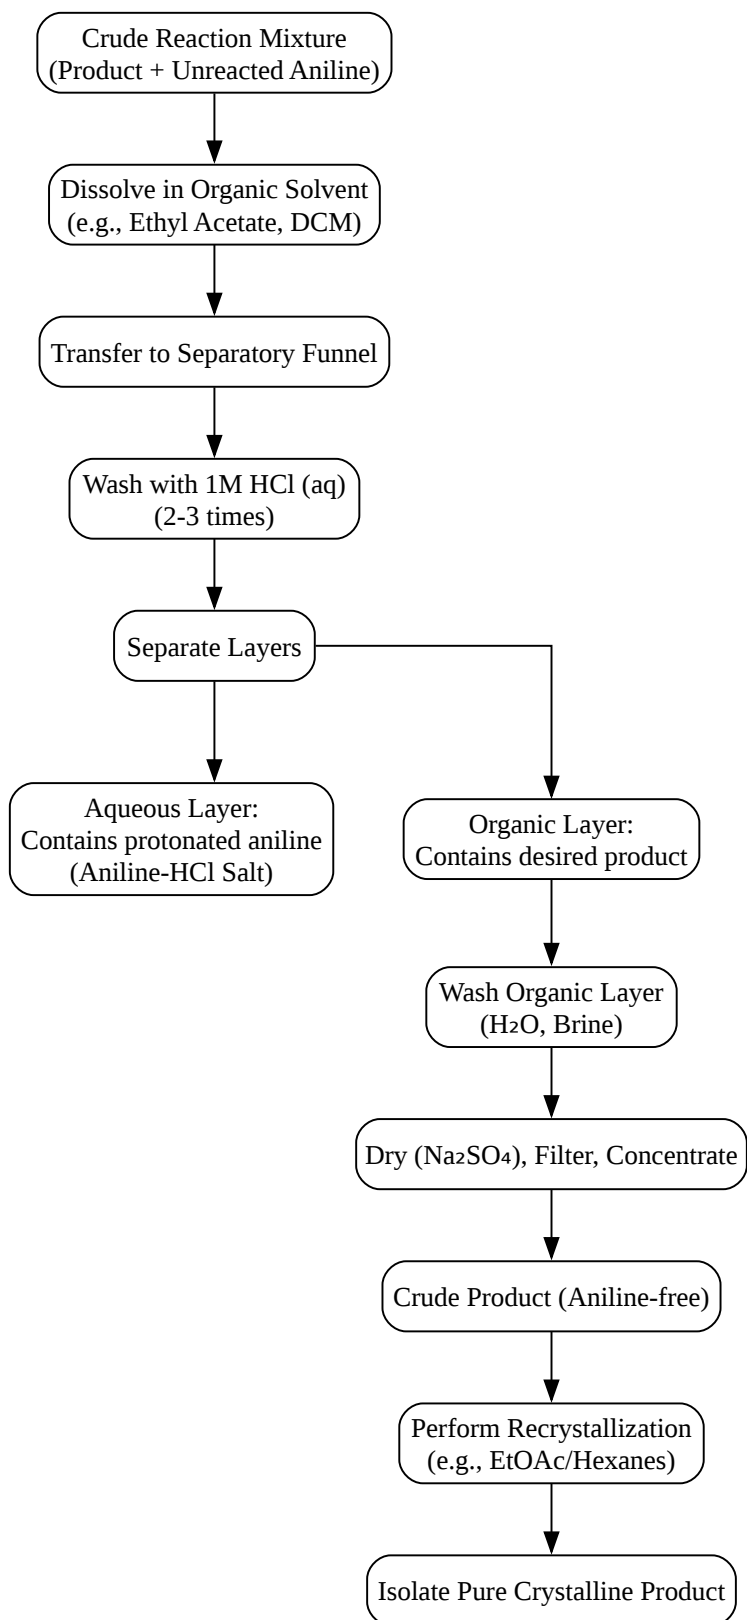 Crude Reaction Mixture
(Product + Unreacted Aniline)
Dissolve in Organic Solvent
(e.g., Ethyl Acetate, DCM)
Transfer to Separatory Funnel
Wash with 1M HCl (aq)
(2-3 times)
Separate Layers
Aqueous Layer:
Contains protonated aniline
(Aniline-HCl Salt)
Organic Layer:
Contains desired product
Wash Organic Layer
(H₂O, Brine)
Dry (Na₂SO₄), Filter, Concentrate
Crude Product (Aniline-free)
Perform Recrystallization
(e.g., EtOAc/Hexanes)
Isolate Pure Crystalline Product